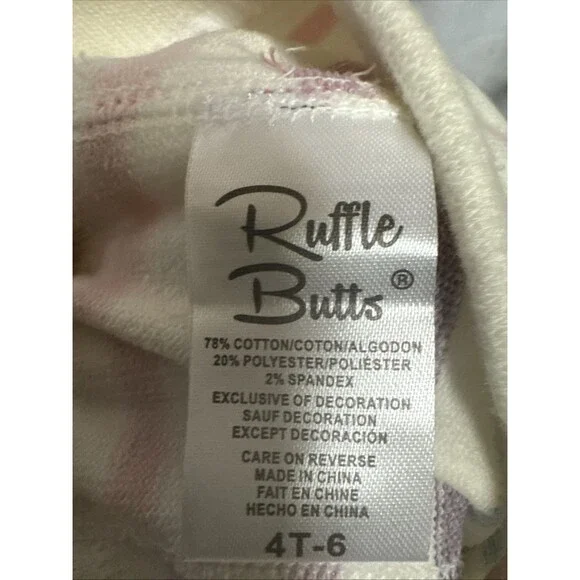 Ruffle
Butts®
78% COTTON/COTON/ALGODON
20% POLYESTER/POLIÉSTER
2% SPANDEX
EXCLUSIVE OF DECORATION
SAUF DECORATION
EXCEPT DECORACIÓN
CARE ON REVERSE
MADE IN CHINA
FAIT EN CHINE
HECHO EN CHINA
4T-6